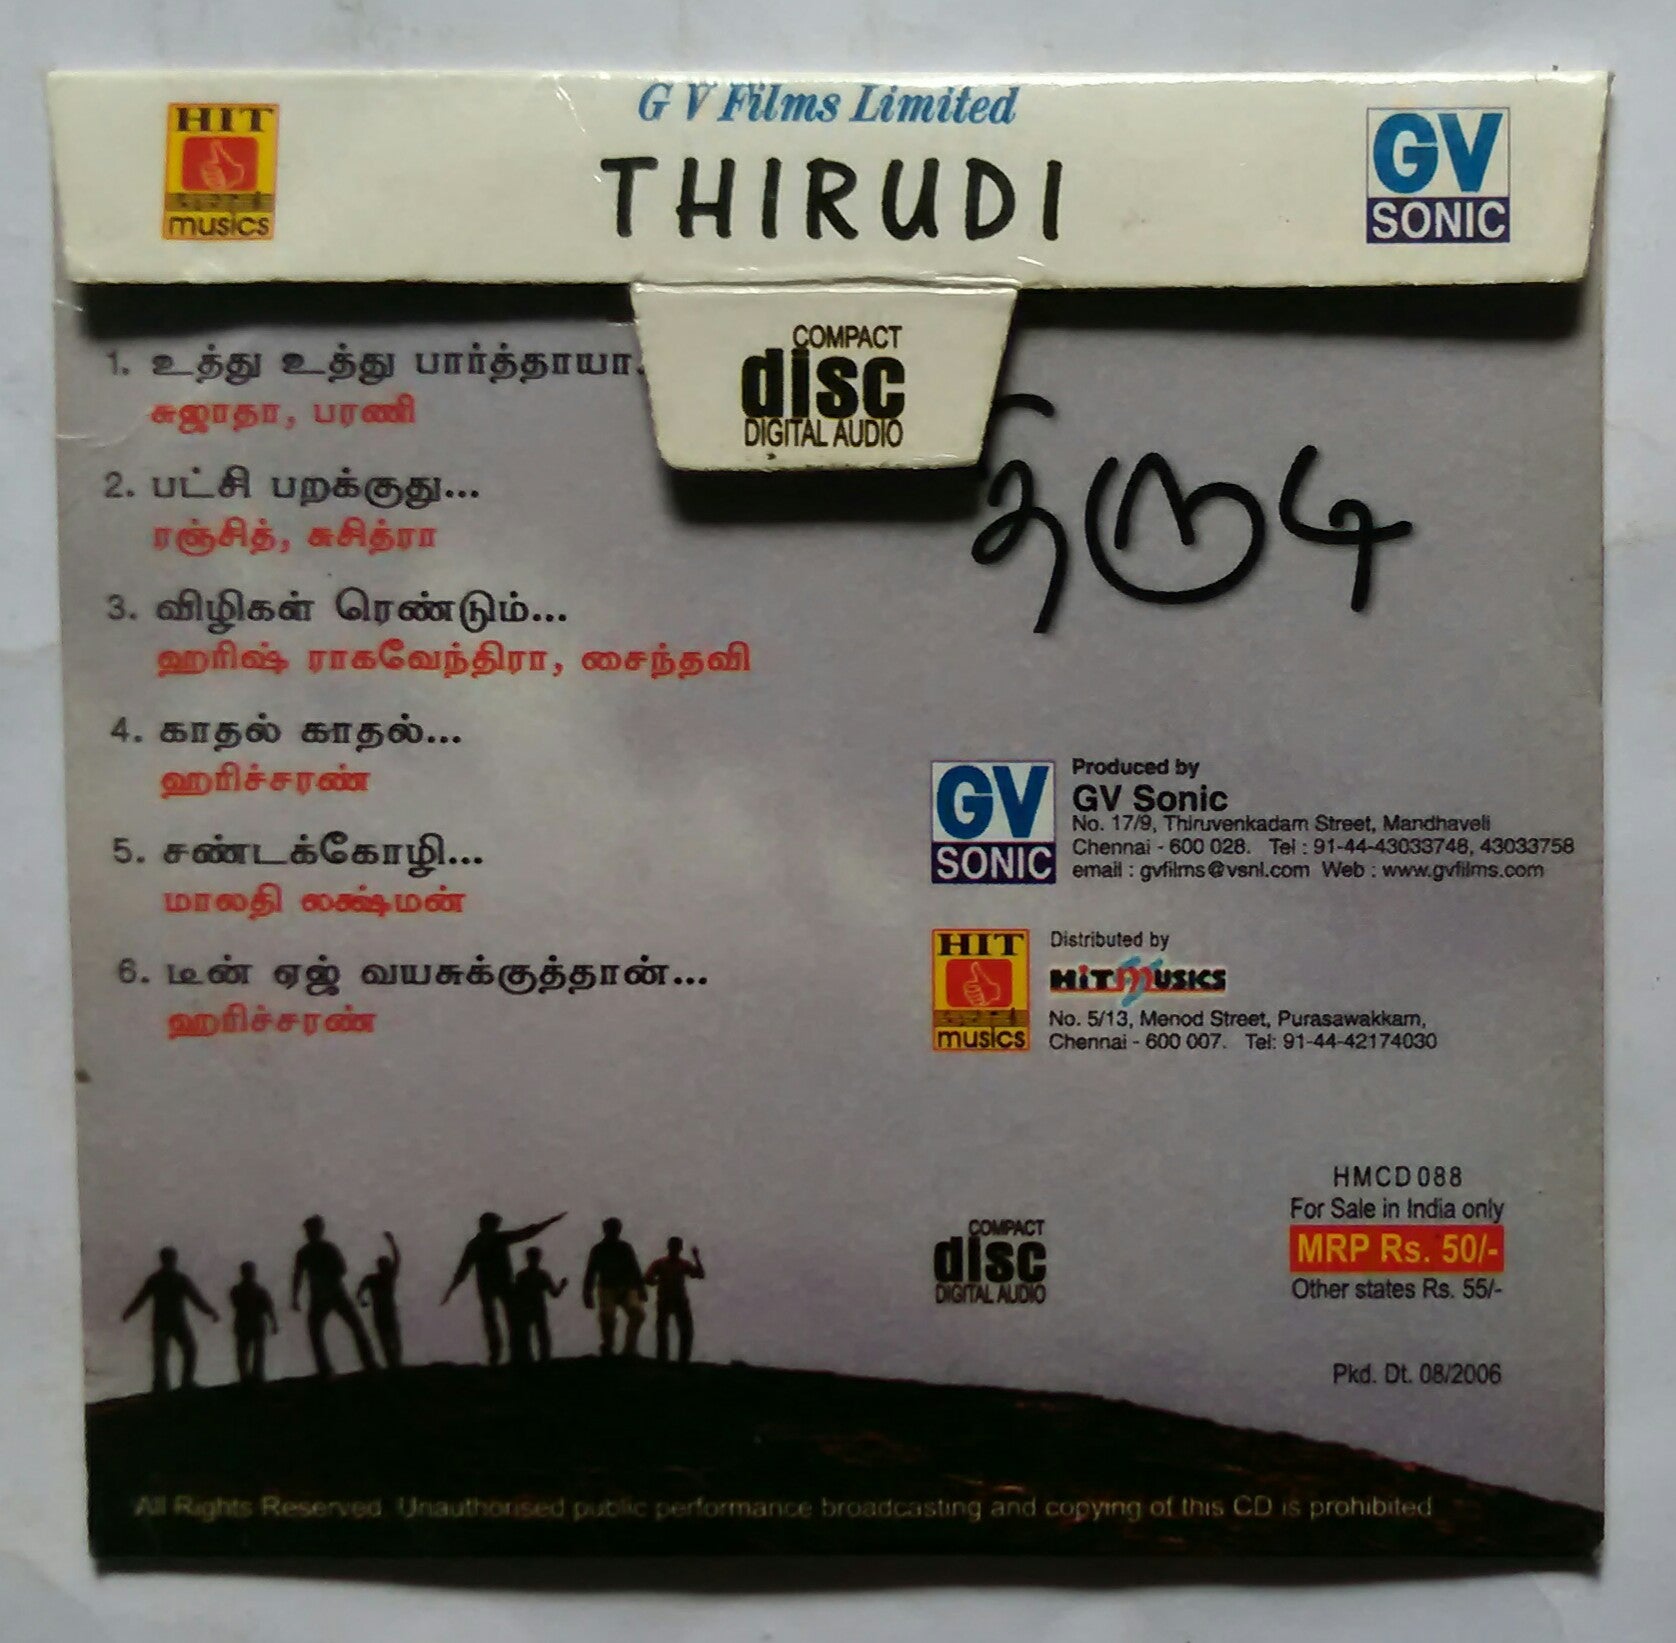 G V Films Limited
HIT
musics
THIRUDI
GV
SONIC
COMPACT
disc
DIGITAL AUDIO
1. உத்து உத்து பார்த்தாயா.
சுஜாதா, பரணி
2. பட்சி பறக்குது...
ரஞ்சித், சுசித்ரா
3. விழிகள் ரெண்டும்...
ஹரிஷ் ராகவேந்திரா, சைந்தவி
4. காதல் காதல்...
ஹரிச்சரண்
5. சண்டக்கோழி...
மாலதி லக்ஷ்மன்
6. டீன் ஏஜ் வயசுக்குத்தான்...
ஹரிச்சரண்
திருடி
GV
SONIC
Produced by
GV Sonic
No. 17/9, Thiruvenkadam Street, Mandhaveli
Chennai - 600 028. Tel : 91-44-43033748, 43033758
email : gvfilms@vsnl.com Web : www.gvfilms.com
HIT
musics
Distributed by
HiT MUSICS
No. 5/13, Menod Street, Purasawakkam,
Chennai - 600 007. Tel: 91-44-42174030
COMPACT
disc
DIGITAL AUDIO
HMCD 088
For Sale in India only
MRP Rs. 50/-
Other states Rs. 55/-
Pkd. Dt. 08/2006
All Rights Reserved. Unauthorised public performance broadcasting and copying of this CD is prohibited